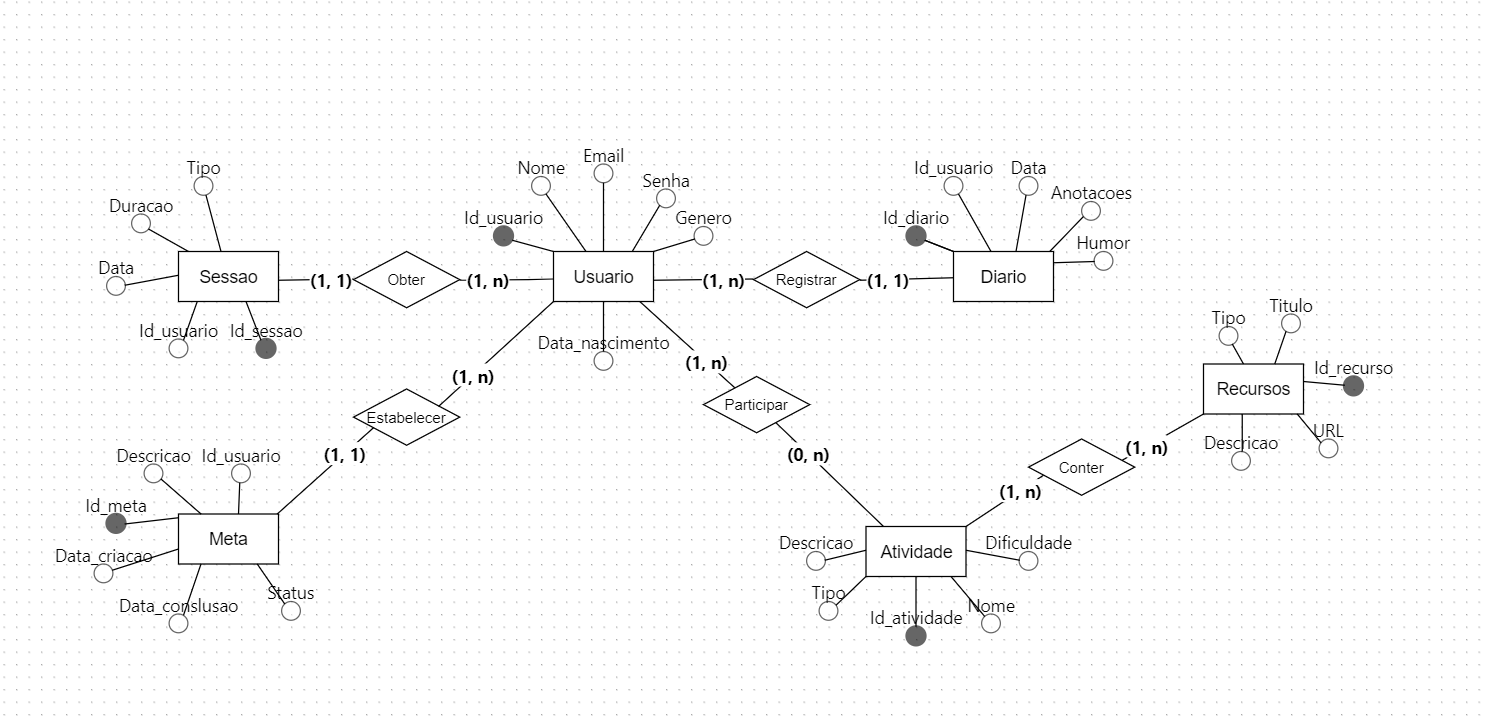 Email
Tipo
Nome
Id_usuario
Data
Senha
Anotacoes
Duracao
Id_usuario
Genero
Id_diario
Humor
Data
Sessao
(1, 1)
Obter
(1, n)
Usuario
(1, n)
Registrar
(1, 1)
Diario
Id_usuario
Id_sessao
Data_nascimento
Tipo
Titulo
(1, n)
(1, n)
Id_recurso
Recursos
Estabelecer
Participar
URL
Descricao
(1, 1)
(0, n)
(1, n)
Conter
(1, n)
Descricao
Id_usuario
Id_meta
Meta
Data_criacao
Data_conslusao
Status
Descricao
Atividade
Dificuldade
Tipo
Id_atividade
Nome